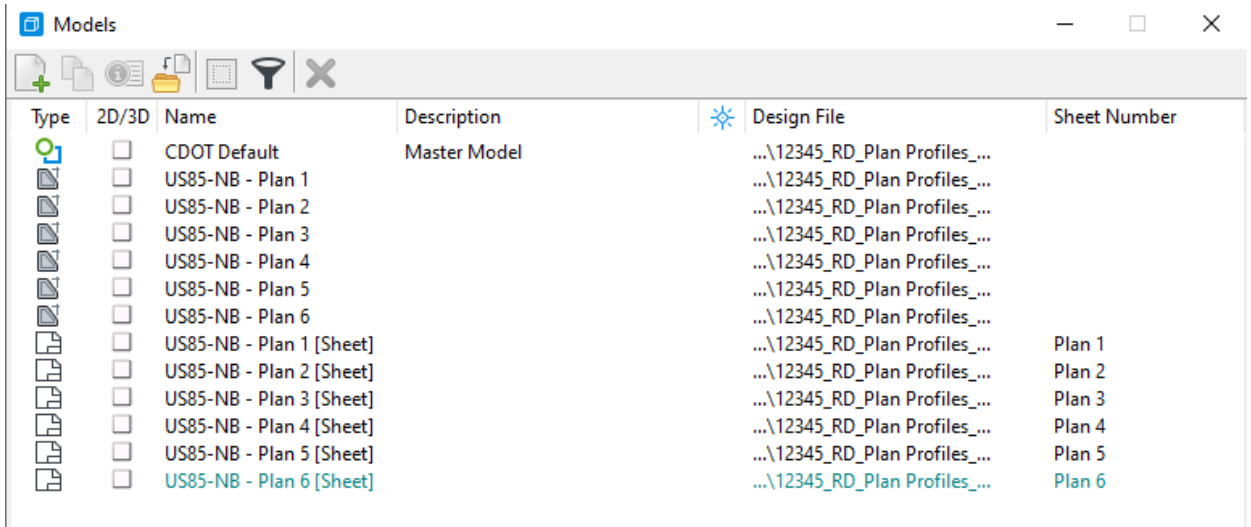 Models
Type 2D/3D Name Description Design File Sheet Number
CDOT Default Master Model ...\12345_RD_Plan Profiles_...
US85-NB - Plan 1 ...\12345_RD_Plan Profiles_...
US85-NB - Plan 2 ...\12345_RD_Plan Profiles_...
US85-NB - Plan 3 ...\12345_RD_Plan Profiles_...
US85-NB - Plan 4 ...\12345_RD_Plan Profiles_...
US85-NB - Plan 5 ...\12345_RD_Plan Profiles_...
US85-NB - Plan 6 ...\12345_RD_Plan Profiles_...
US85-NB - Plan 1 [Sheet] ...\12345_RD_Plan Profiles_... Plan 1
US85-NB - Plan 2 [Sheet] ...\12345_RD_Plan Profiles_... Plan 2
US85-NB - Plan 3 [Sheet] ...\12345_RD_Plan Profiles_... Plan 3
US85-NB - Plan 4 [Sheet] ...\12345_RD_Plan Profiles_... Plan 4
US85-NB - Plan 5 [Sheet] ...\12345_RD_Plan Profiles_... Plan 5
US85-NB - Plan 6 [Sheet] ...\12345_RD_Plan Profiles_... Plan 6